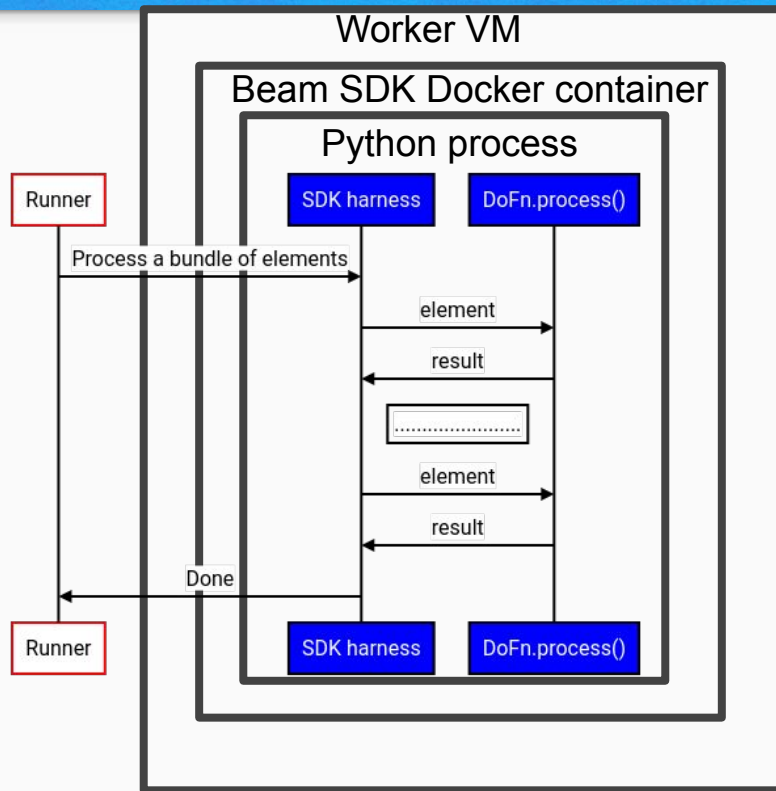 Worker VM
Beam SDK Docker container
Python process
Runner
SDK harness
DoFn.process()
Process a bundle of elements
element
result
.......................
element
result
Done
Runner
SDK harness
DoFn.process()